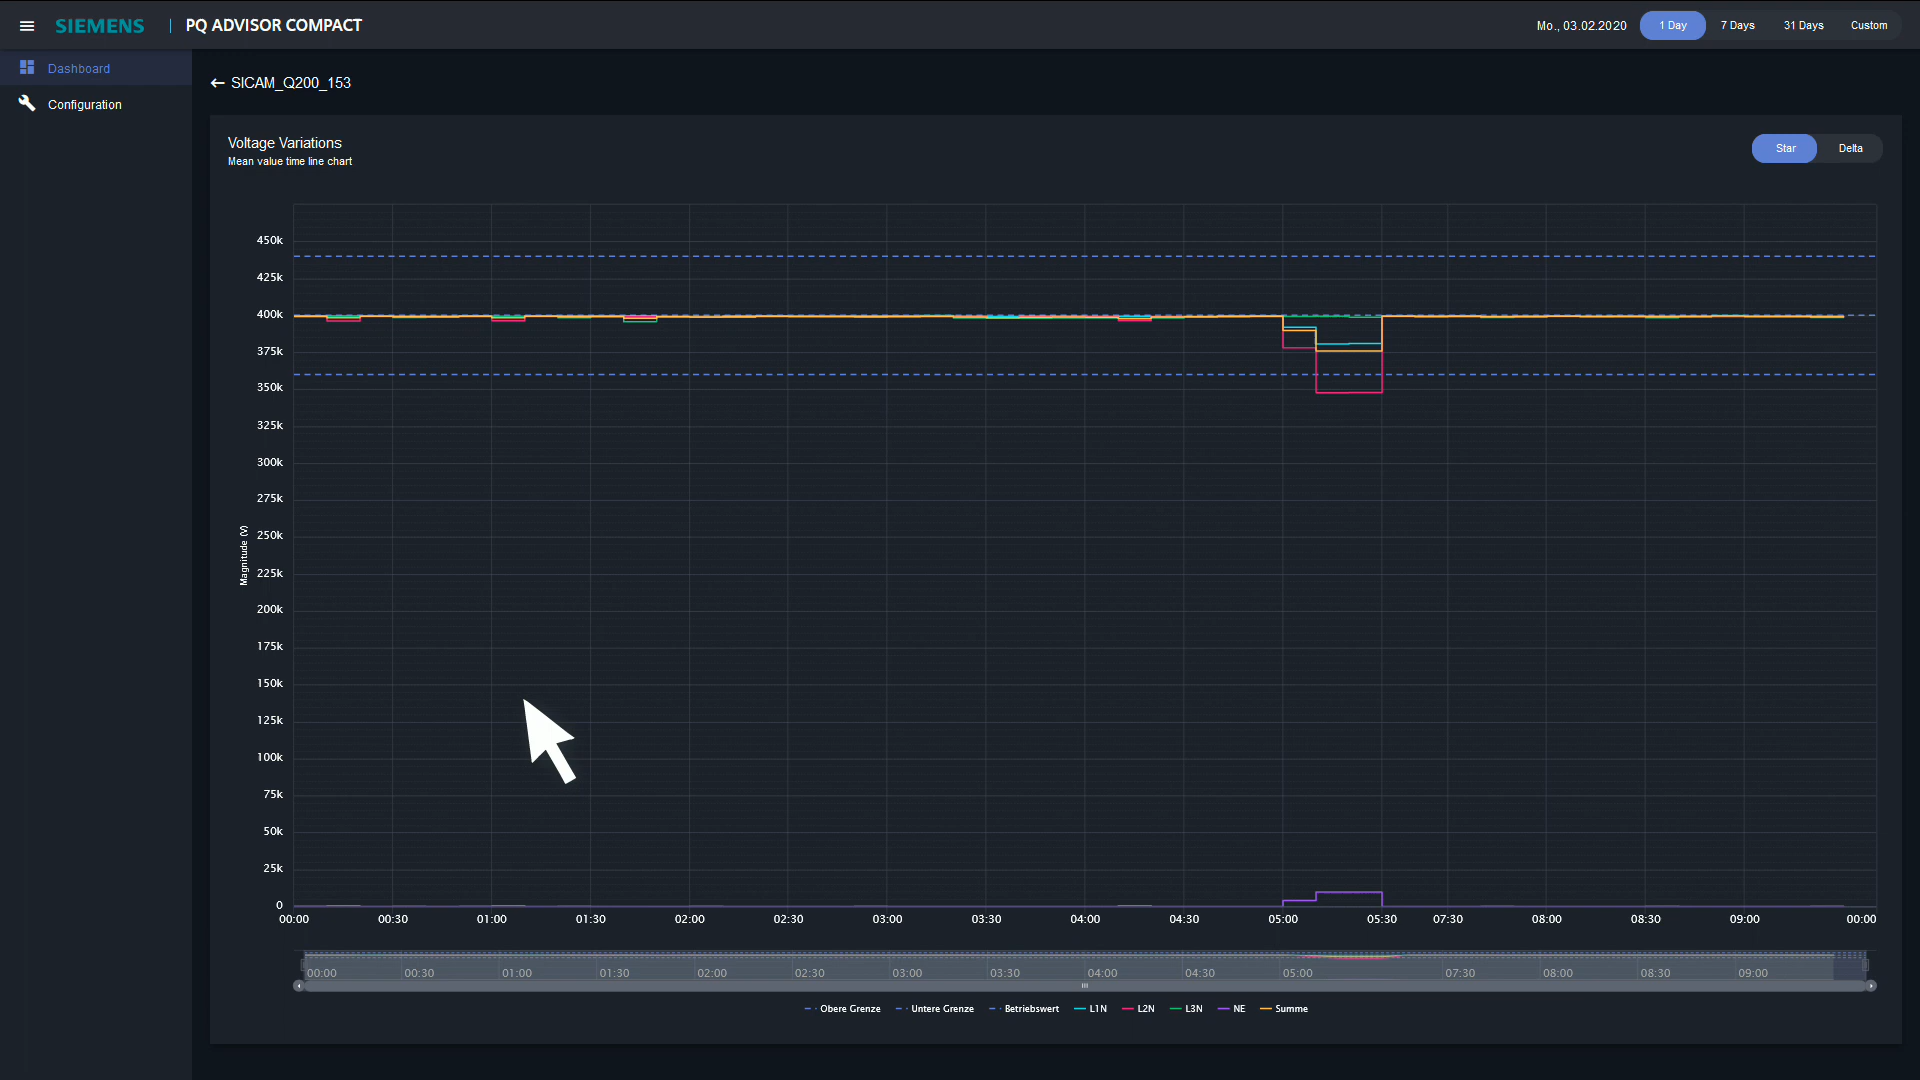 SIEMENS | PQ ADVISOR COMPACT
Mo., 03.02.2020 1 Day 7 Days 31 Days Custom
Dashboard
Configuration
SICAM_Q200_153
Voltage Variations
Mean value time line chart
Star Delta
Magnitude (V)
450k
425k
400k
375k
350k
325k
300k
275k
250k
225k
200k
175k
150k
125k
100k
75k
50k
25k
0
00:00 00:30 01:00 01:30 02:00 02:30 03:00 03:30 04:00 04:30 05:00 05:30 07:30 08:00 08:30 09:00 00:00
00:00 00:30 01:00 01:30 02:00 02:30 03:00 03:30 04:00 04:30 05:00 07:30 08:00 08:30 09:00
Obere Grenze Untere Grenze Betriebswert L1N L2N L3N NE Summe